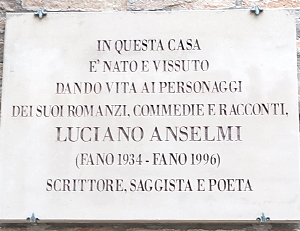 IN QUESTA CASA
E' NATO E VISSUTO
DANDO VITA AI PERSONAGGI
DEI SUOI ROMANZI, COMMEDIE E RACCONTI,
LUCIANO ANSELMI
(FANO 1934 - FANO 1996)
SCRITTORE, SAGGISTA E POETA